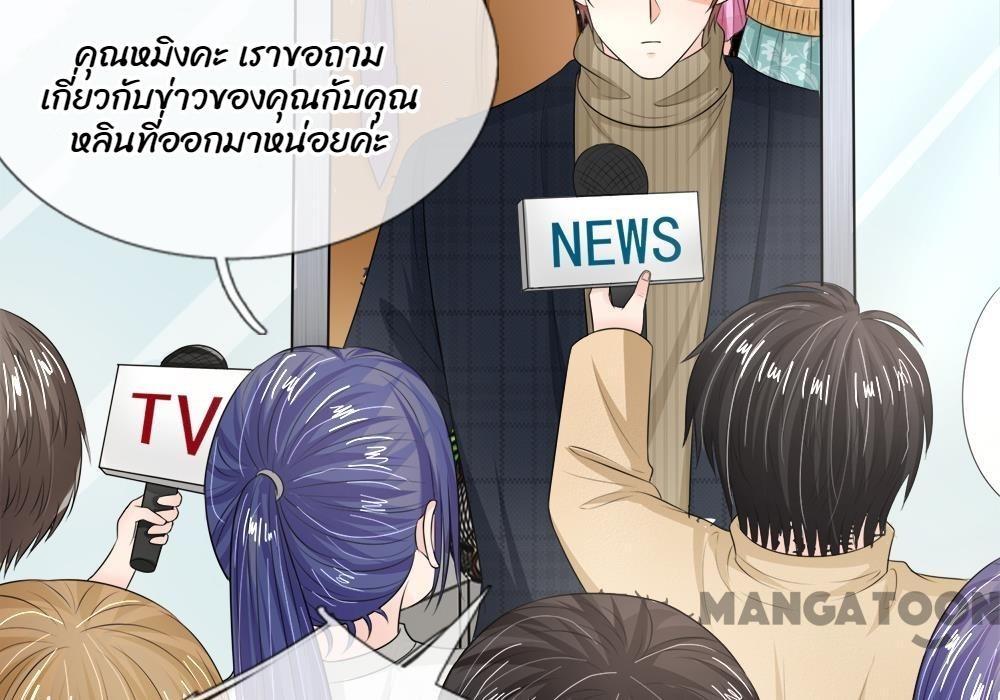 คุณหมิงคะ เราขอถาม
เกี่ยวกับข่าวของคุณกับคุณ
หลินที่ออกมาหน่อยค่ะ
NEWS
TV
MANGATOON